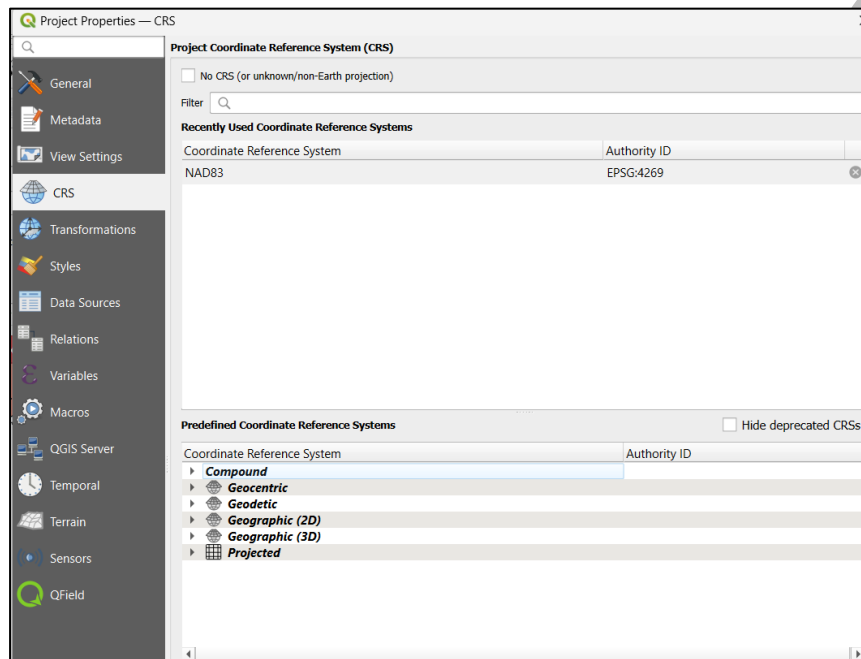 Project Properties — CRS
Project Coordinate Reference System (CRS)
General
Metadata
View Settings
CRS
Transformations
Styles
Data Sources
Relations
Variables
Macros
QGIS Server
Temporal
Terrain
Sensors
QField
No CRS (or unknown/non-Earth projection)
Filter
Recently Used Coordinate Reference Systems
Coordinate Reference System Authority ID
NAD83 EPSG:4269
Predefined Coordinate Reference Systems Hide deprecated CRSs
Coordinate Reference System Authority ID
Compound
Geocentric
Geodetic
Geographic (2D)
Geographic (3D)
Projected